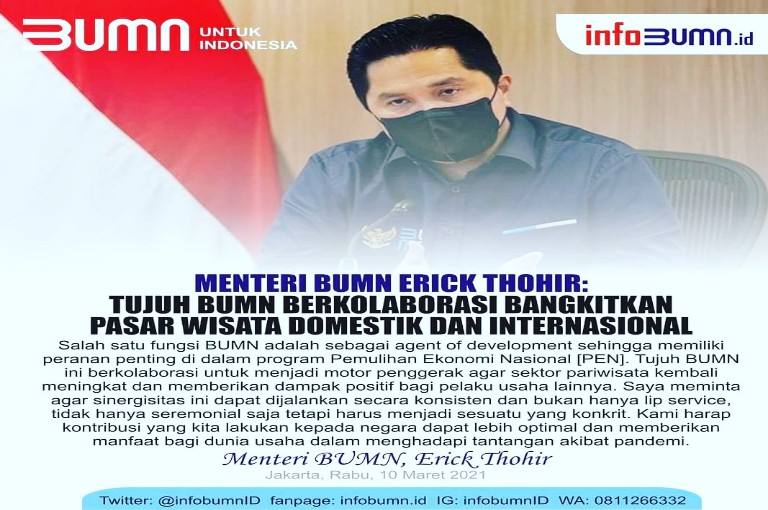 BUMN UNTUK
INDONESIA
infoBUMN.id
MENTERI BUMN ERICK THOHIR:
TUJUH BUMN BERKOLABORASI BANGKITKAN
PASAR WISATA DOMESTIK DAN INTERNASIONAL
Salah satu fungsi BUMN adalah sebagai agent of development sehingga memiliki
peranan penting di dalam program Pemulihan Ekonomi Nasional [PEN]. Tujuh BUMN
ini berkolaborasi untuk menjadi motor penggerak agar sektor pariwisata kembali
meningkat dan memberikan dampak positif bagi pelaku usaha lainnya. Saya meminta
agar sinergisitas ini dapat dijalankan secara konsisten dan bukan hanya lip service,
tidak hanya seremonial saja tetapi harus menjadi sesuatu yang konkrit. Kami harap
kontribusi yang kita lakukan kepada negara dapat lebih optimal dan memberikan
manfaat bagi dunia usaha dalam menghadapi tantangan akibat pandemi.
Menteri BUMN, Erick Thohir
Jakarta, Rabu, 10 Maret 2021
Twitter: @infobumnID fanpage: infobumn.id IG: infobumnID WA: 0811266332